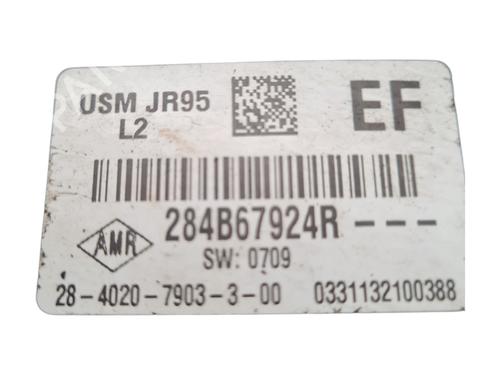 USM JR95
L2
EF
284B67924R---
AMR
SW: 0709
28-4020-7903-3-00 0331132100388